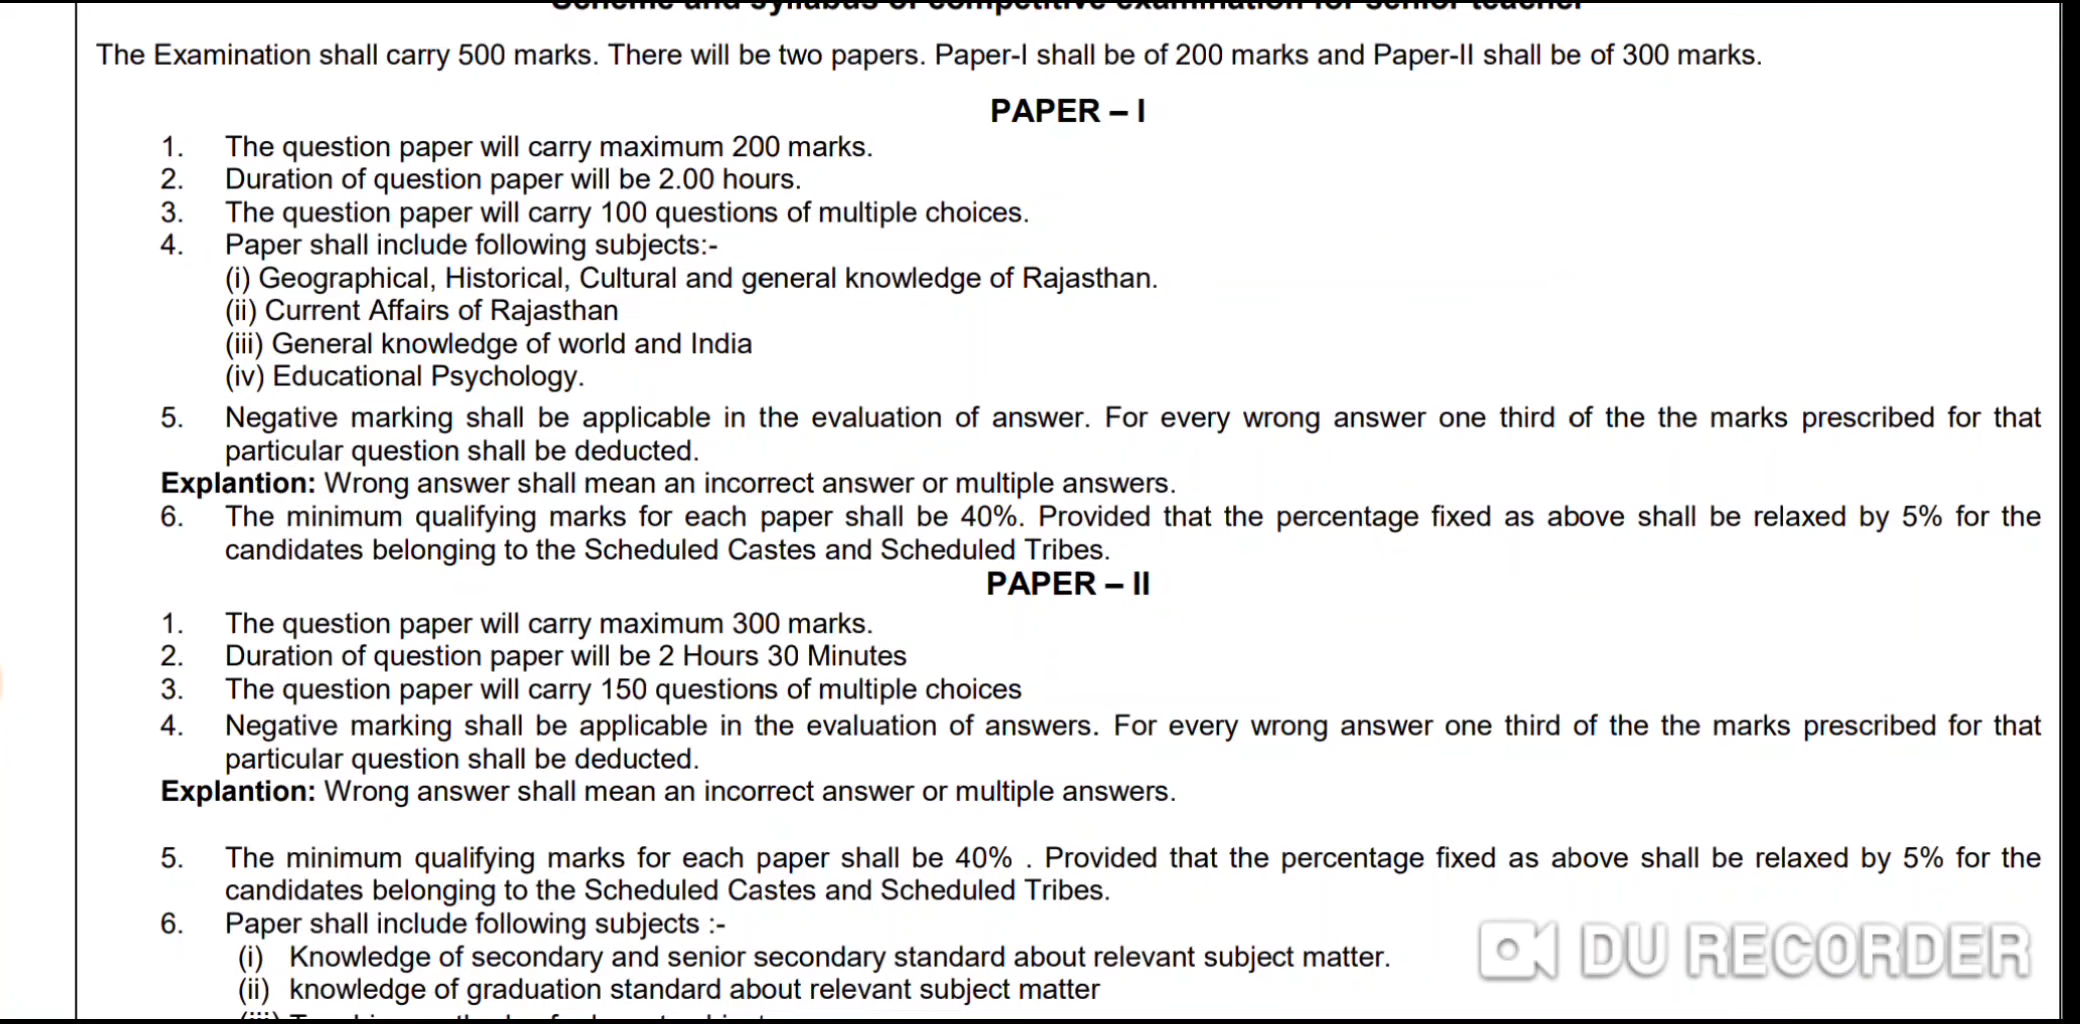 Scheme and syllabus of competitive examination for senior teacher
The Examination shall carry 500 marks. There will be two papers. Paper-I shall be of 200 marks and Paper-II shall be of 300 marks.
PAPER – I
1. The question paper will carry maximum 200 marks.
2. Duration of question paper will be 2.00 hours.
3. The question paper will carry 100 questions of multiple choices.
4. Paper shall include following subjects:-
(i) Geographical, Historical, Cultural and general knowledge of Rajasthan.
(ii) Current Affairs of Rajasthan
(iii) General knowledge of world and India
(iv) Educational Psychology.
5. Negative marking shall be applicable in the evaluation of answer. For every wrong answer one third of the the marks prescribed for that
particular question shall be deducted.
Explantion: Wrong answer shall mean an incorrect answer or multiple answers.
6. The minimum qualifying marks for each paper shall be 40%. Provided that the percentage fixed as above shall be relaxed by 5% for the
candidates belonging to the Scheduled Castes and Scheduled Tribes.
PAPER – II
1. The question paper will carry maximum 300 marks.
2. Duration of question paper will be 2 Hours 30 Minutes
3. The question paper will carry 150 questions of multiple choices
4. Negative marking shall be applicable in the evaluation of answers. For every wrong answer one third of the the marks prescribed for that
particular question shall be deducted.
Explantion: Wrong answer shall mean an incorrect answer or multiple answers.
5. The minimum qualifying marks for each paper shall be 40% . Provided that the percentage fixed as above shall be relaxed by 5% for the
candidates belonging to the Scheduled Castes and Scheduled Tribes.
6. Paper shall include following subjects :-
(i) Knowledge of secondary and senior secondary standard about relevant subject matter.
(ii) knowledge of graduation standard about relevant subject matter
DU RECORDER